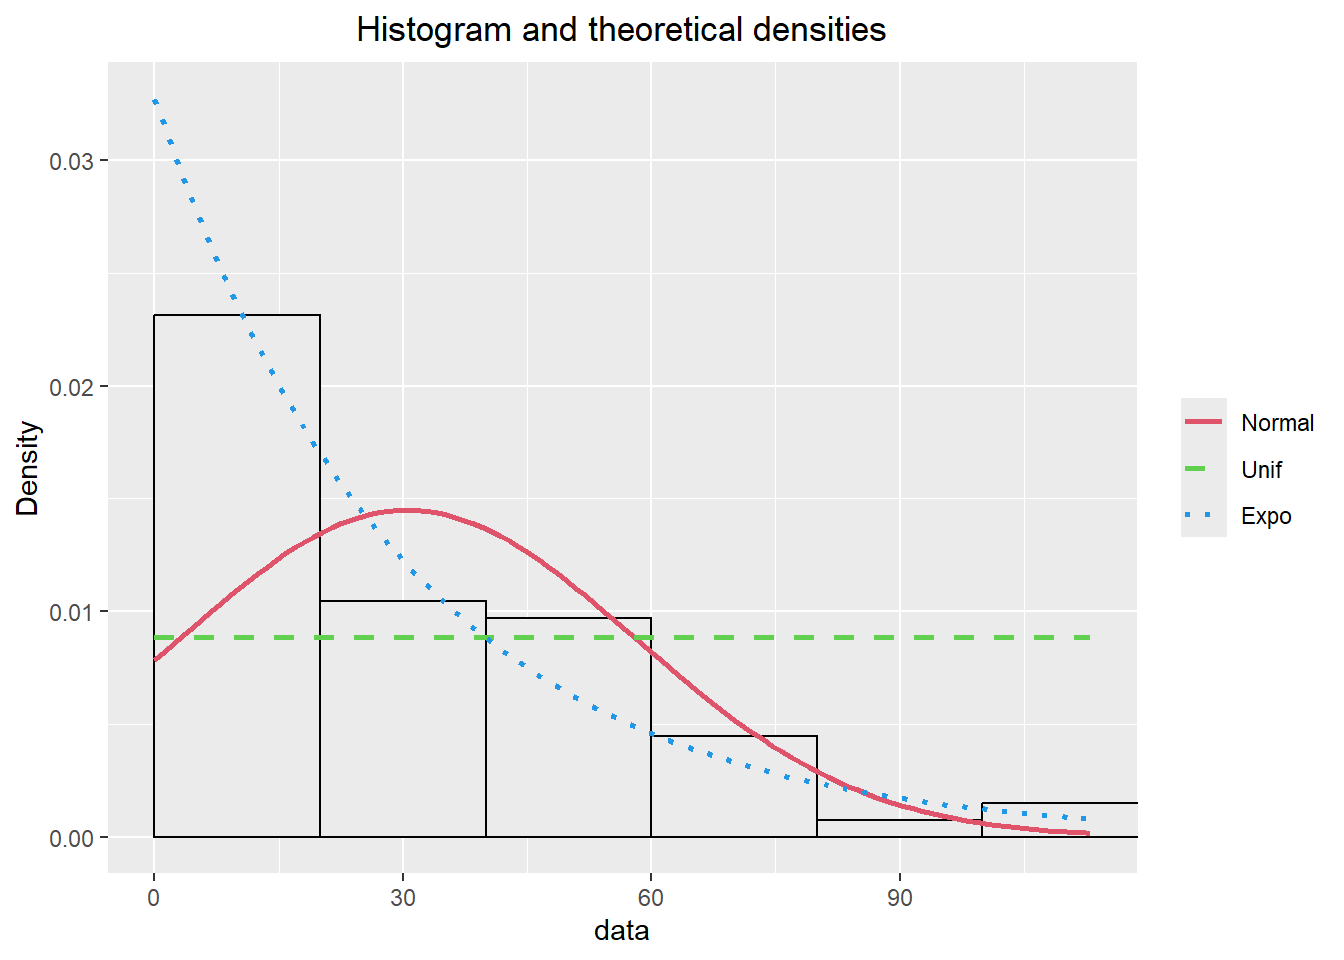 Histogram and theoretical densities
0.03
0.02
0.01
0.00
Density
0
30
60
90
data
Normal
Unif
Expo